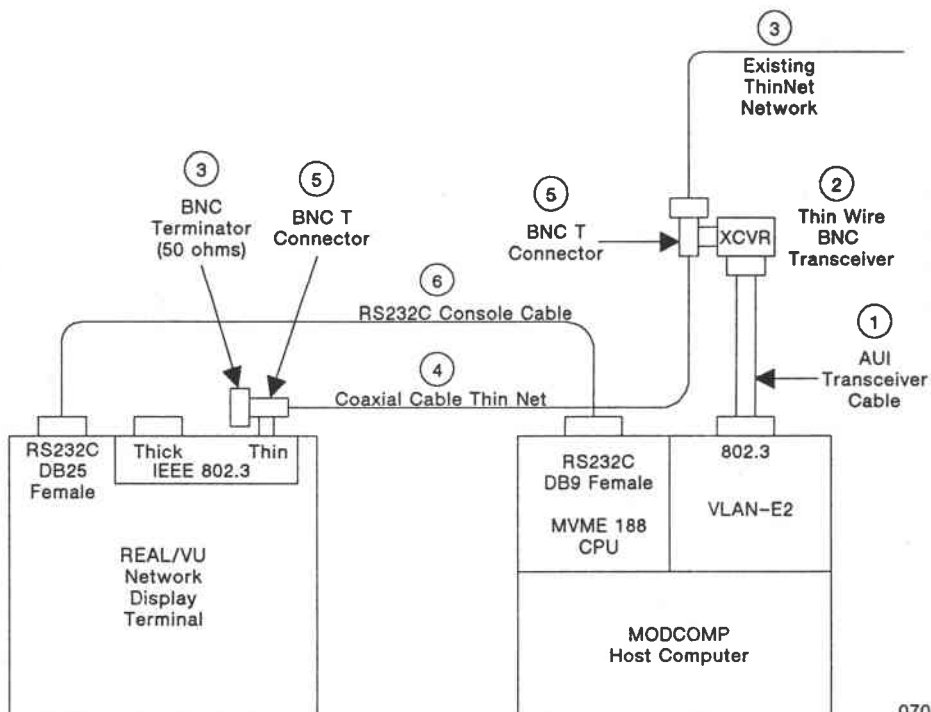 3
Existing
ThinNet
Network
3
BNC
Terminator
(50 ohms)
5
BNC T
Connector
5
BNC T
Connector
XCVR
2
Thin Wire
BNC
Transceiver
6
RS232C Console Cable
1
AUI
Transceiver
Cable
4
Coaxial Cable Thin Net
RS232C
DB25
Female
Thick Thin
IEEE 802.3
REAL/VU
Network
Display
Terminal
RS232C
DB9 Female
MVME 188
CPU
802.3
VLAN-E2
MODCOMP
Host Computer
070